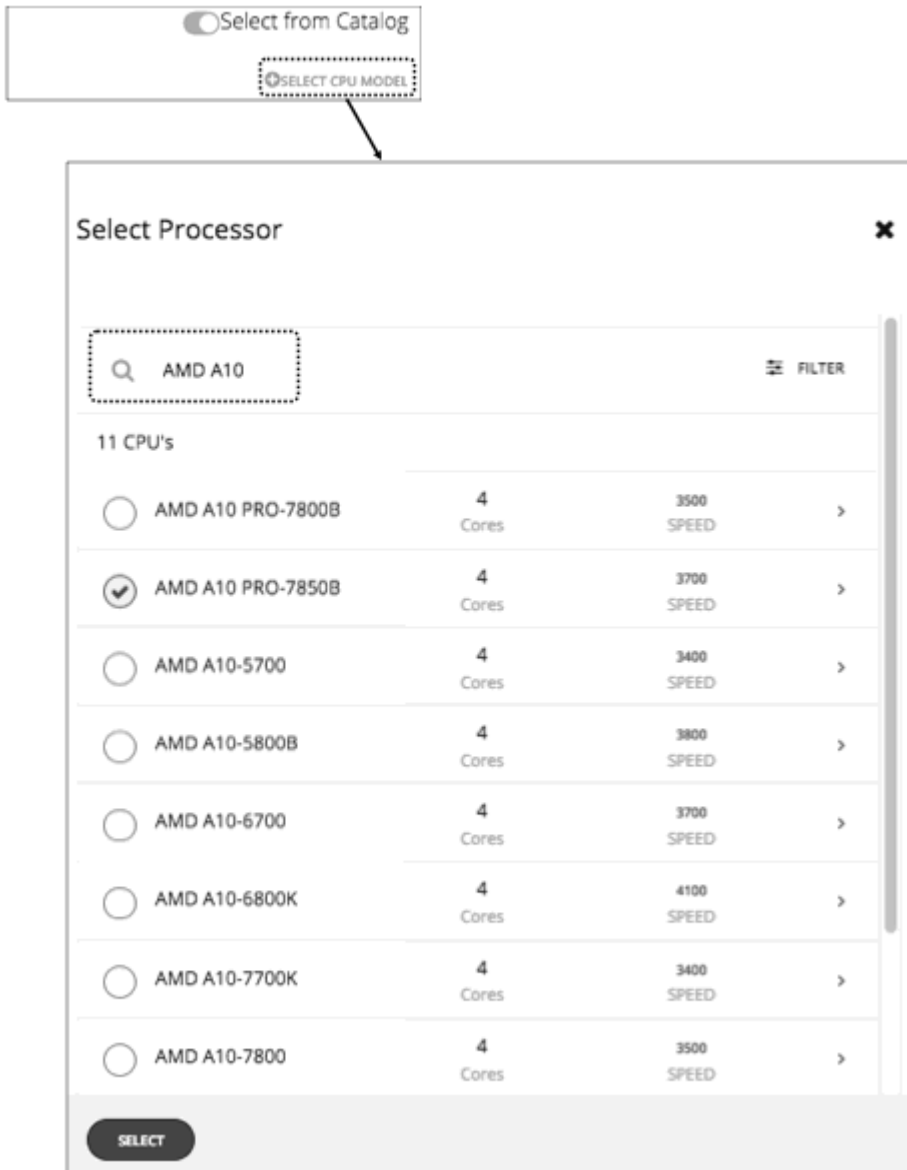 Select from Catalog
SELECT CPU MODEL
Select Processor
AMD A10
FILTER
11 CPU's
AMD A10 PRO-7800B 4 3500
Cores SPEED
AMD A10 PRO-7850B 4 3700
Cores SPEED
AMD A10-5700 4 3400
Cores SPEED
AMD A10-5800B 4 3800
Cores SPEED
AMD A10-6700 4 3700
Cores SPEED
AMD A10-6800K 4 4100
Cores SPEED
AMD A10-7700K 4 3400
Cores SPEED
AMD A10-7800 4 3500
Cores SPEED
SELECT